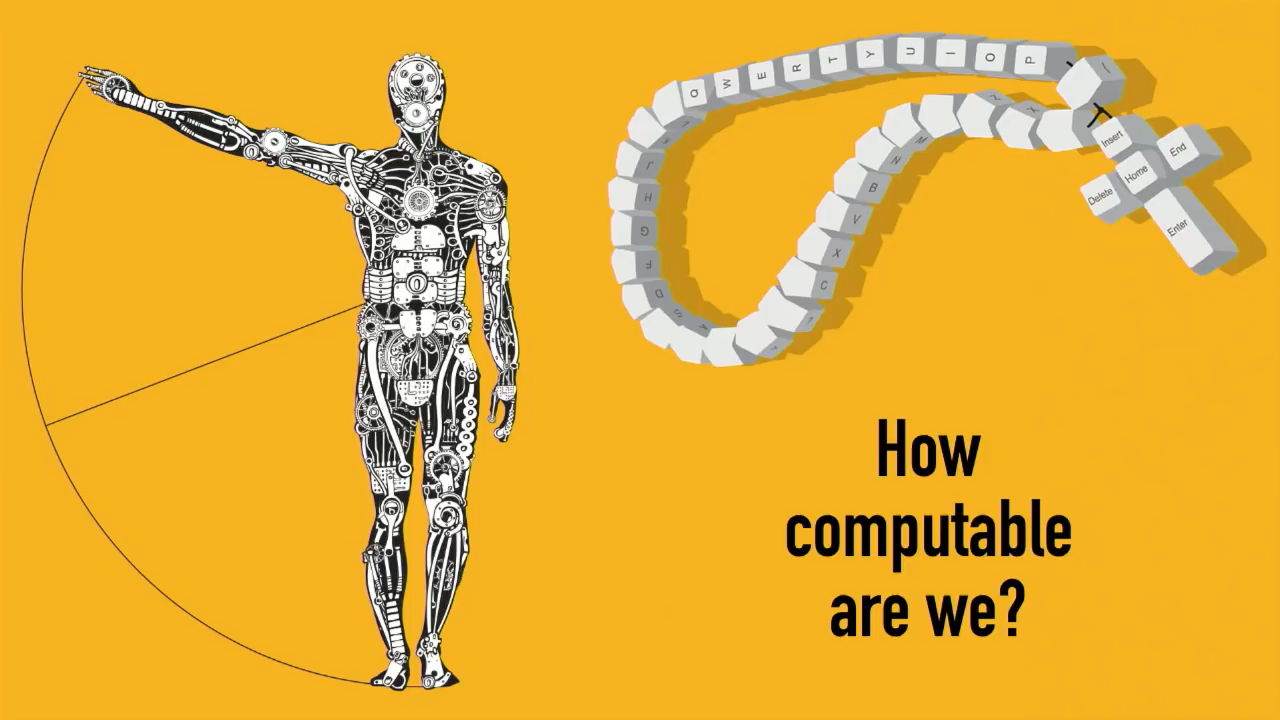 Q W E R T Y U I O P
J
H
G
F
D
S
A
M
N
B
V
X
C
Z
X
Insert
End
Home
Delete
Enter
How
computable
are we?